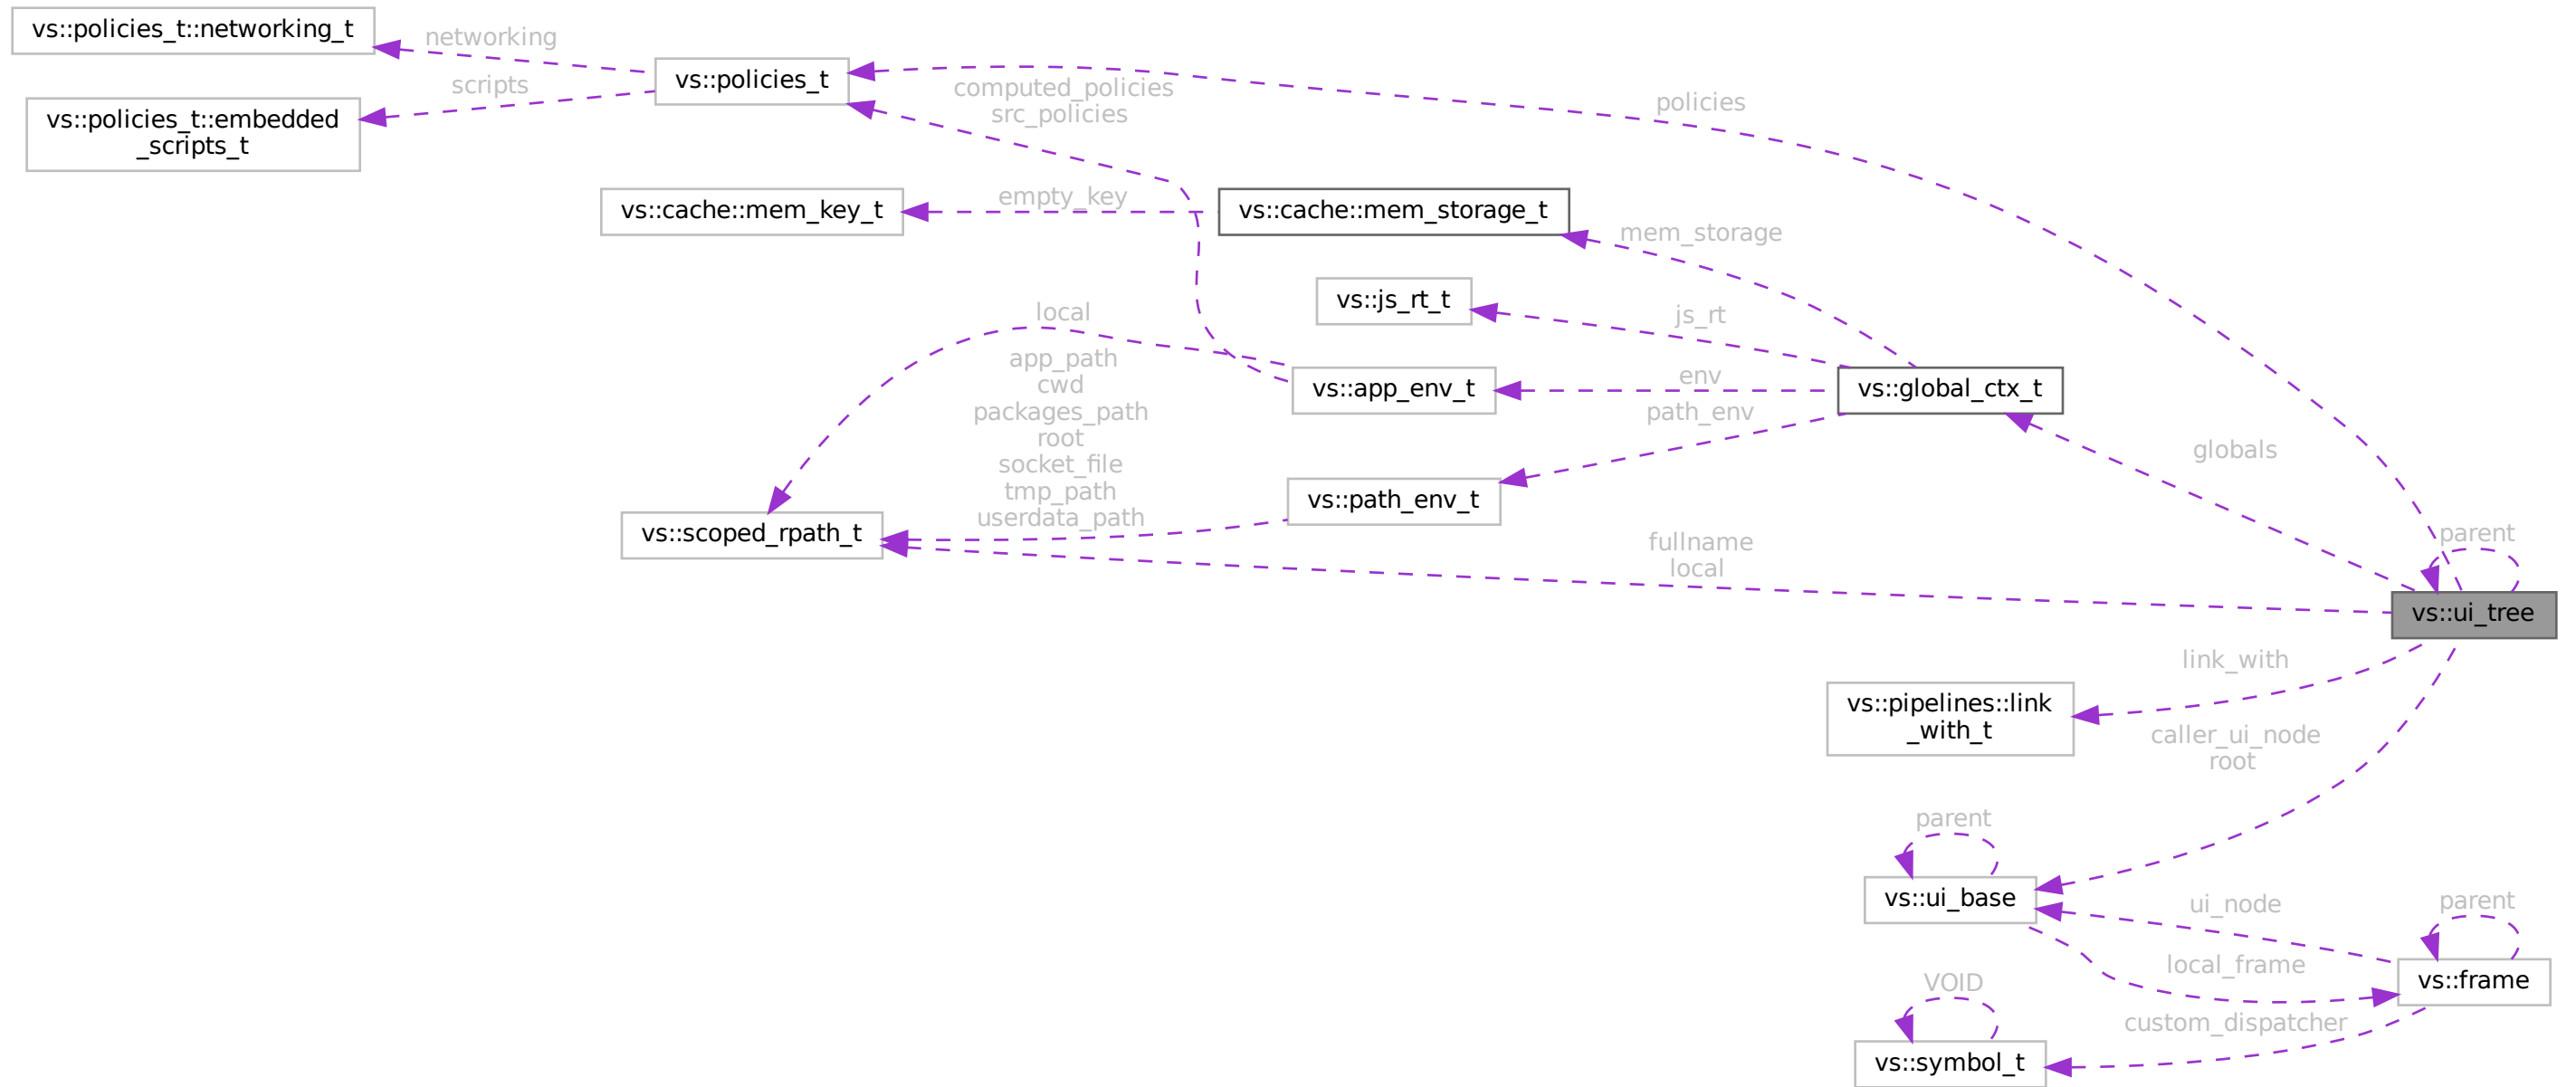 vs::policies_t::networking_t
networking
scripts
vs::policies_t::embedded
_scripts_t
vs::policies_t
computed_policies
src_policies
policies
vs::cache::mem_key_t
empty_key
vs::cache::mem_storage_t
mem_storage
vs::js_rt_t
js_rt
local
app_path
cwd
packages_path
root
socket_file
tmp_path
userdata_path
vs::app_env_t
env
path_env
vs::global_ctx_t
globals
vs::path_env_t
vs::scoped_rpath_t
fullname
local
parent
vs::ui_tree
link_with
vs::pipelines::link
_with_t
caller_ui_node
root
parent
vs::ui_base
ui_node
local_frame
parent
vs::frame
VOID
custom_dispatcher
vs::symbol_t